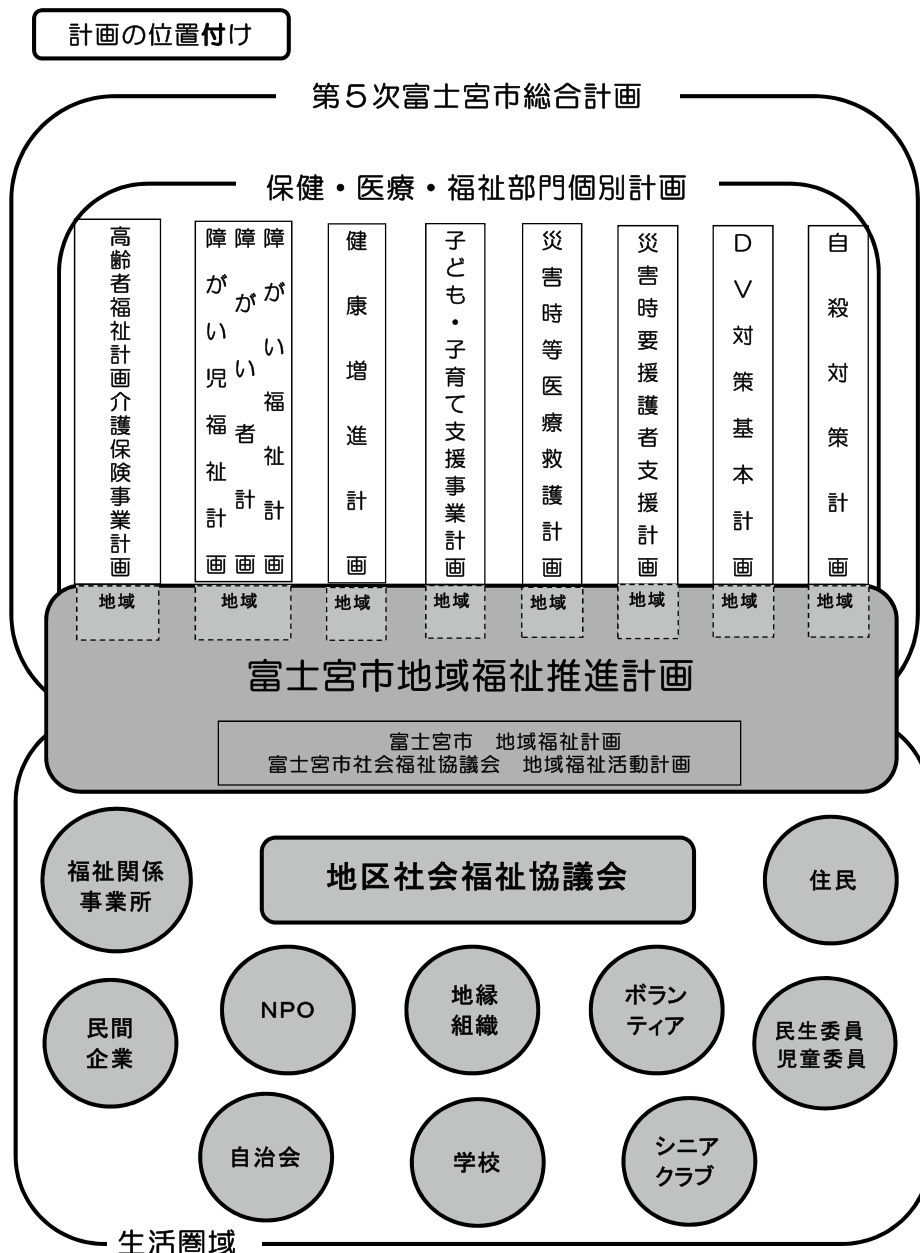 計画の位置付け
第5次富士宮市総合計画
保健・医療・福祉部門個別計画
高齢者福祉計画介護保険事業計画
障がい福祉計画
障がい者計画
障がい児福祉計画
健康増進計画
子ども・子育て支援事業計画
災害時等医療救護計画
災害時要援護者支援計画
DV対策基本計画
自殺対策計画
地域
地域
地域
地域
地域
地域
地域
地域
富士宮市地域福祉推進計画
富士宮市　地域福祉計画
富士宮市社会福祉協議会　地域福祉活動計画
福祉関係
事業所
地区社会福祉協議会
住民
民間
企業
NPO
地縁
組織
ボラン
ティア
民生委員
児童委員
自治会
学校
シニア
クラブ
生活圏域